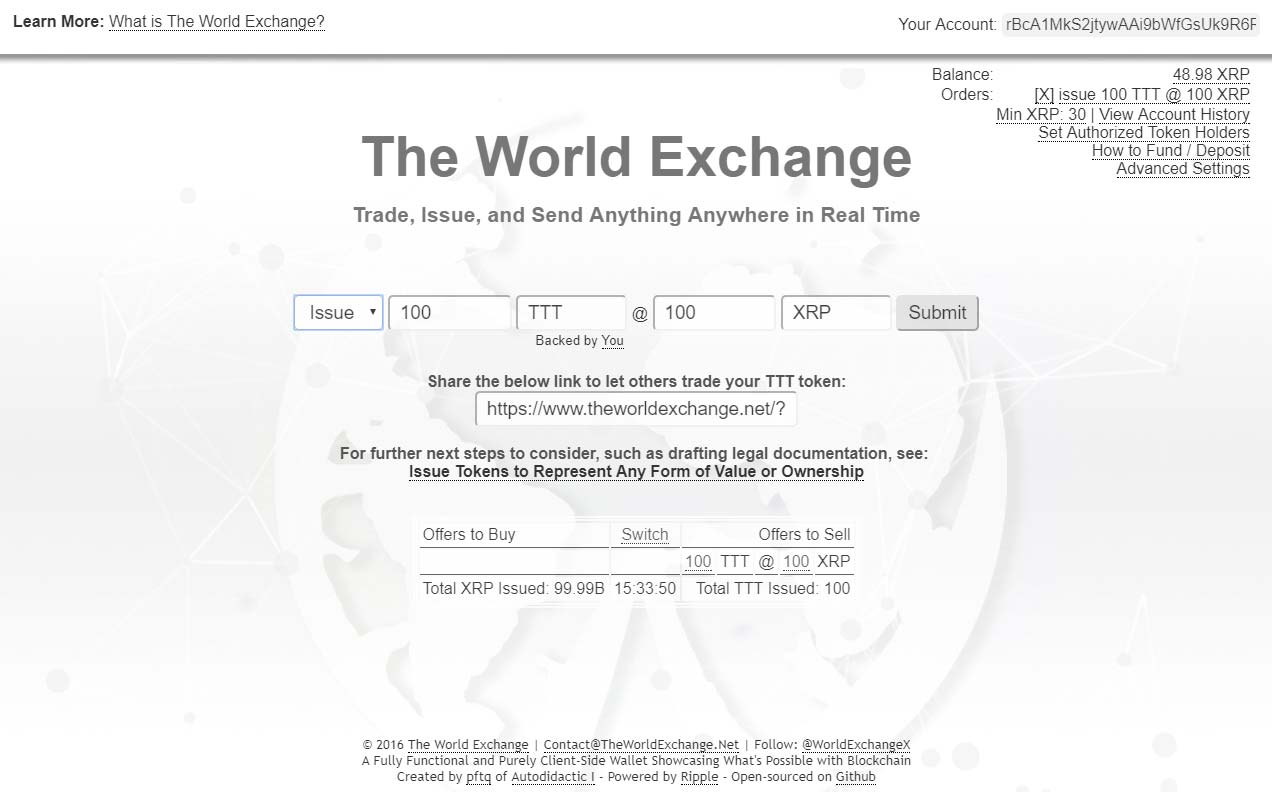 Learn More: What is The World Exchange?
Your Account: rBcA1MkS2jtywAAi9bWfGsUk9R6F
Balance: 48.98 XRP
Orders: [X] issue 100 TTT @ 100 XRP
Min XRP: 30 | View Account History
Set Authorized Token Holders
How to Fund / Deposit
Advanced Settings
The World Exchange
Trade, Issue, and Send Anything Anywhere in Real Time
Issue 100 TTT @ 100 XRP Submit
Backed by You
Share the below link to let others trade your TTT token:
https://www.theworldexchange.net/?
For further next steps to consider, such as drafting legal documentation, see:
Issue Tokens to Represent Any Form of Value or Ownership
Offers to Buy Switch Offers to Sell
100 TTT @ 100 XRP
Total XRP Issued: 99.99B 15:33:50 Total TTT Issued: 100
© 2016 The World Exchange | Contact@TheWorldExchange.Net | Follow: @WorldExchangeX
A Fully Functional and Purely Client-Side Wallet Showcasing What's Possible with Blockchain
Created by pftq of Autodidactic I - Powered by Ripple - Open-sourced on Github